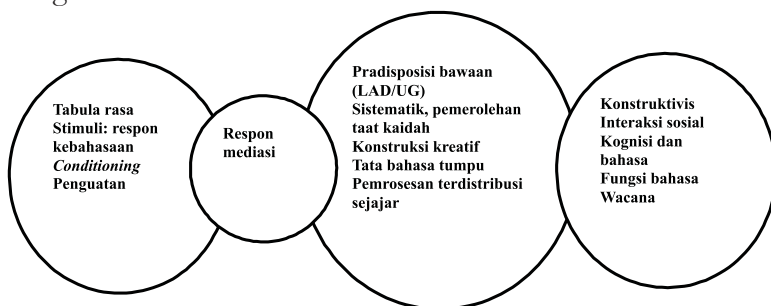 Tabula rasa
Stimuli: respon
kebahasaan
Conditioning
Penguatan
Respon
mediasi
Pradisposisi bawaan
(LAD/UG)
Sistematik, pemerolehan
taat kaidah
Konstruksi kreatif
Tata bahasa tumpu
Pemrosesan terdistribusi
sejajar
Konstruktivis
Interaksi sosial
Kognisi dan
bahasa
Fungsi bahasa
Wacana